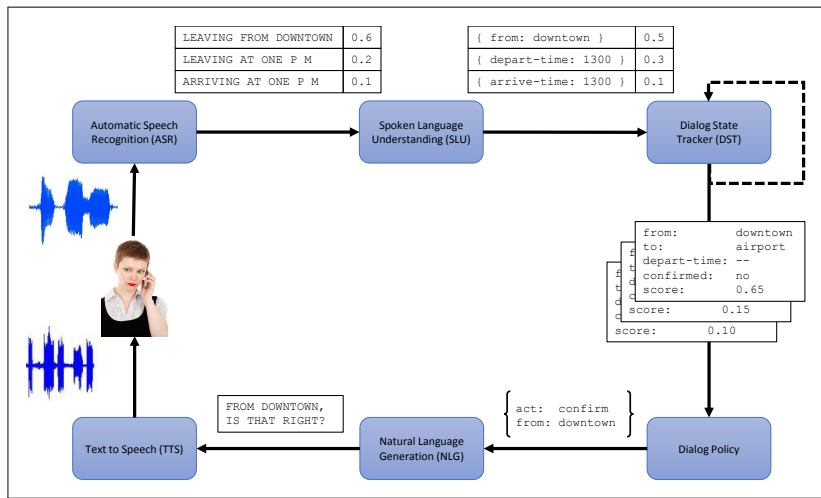 LEAVING FROM DOWNTOWN 0.6
LEAVING AT ONE P M 0.2
ARRIVING AT ONE P M 0.1
{ from: downtown } 0.5
{ depart-time: 1300 } 0.3
{ arrive-time: 1300 } 0.1
Automatic Speech
Recognition (ASR)
Spoken Language
Understanding (SLU)
Dialog State
Tracker (DST)
from: downtown
to: airport
depart-time: --
confirmed: no
score: 0.65
score: 0.15
score: 0.10
act: confirm
from: downtown
FROM DOWNTOWN,
IS THAT RIGHT?
Text to Speech (TTS)
Natural Language
Generation (NLG)
Dialog Policy